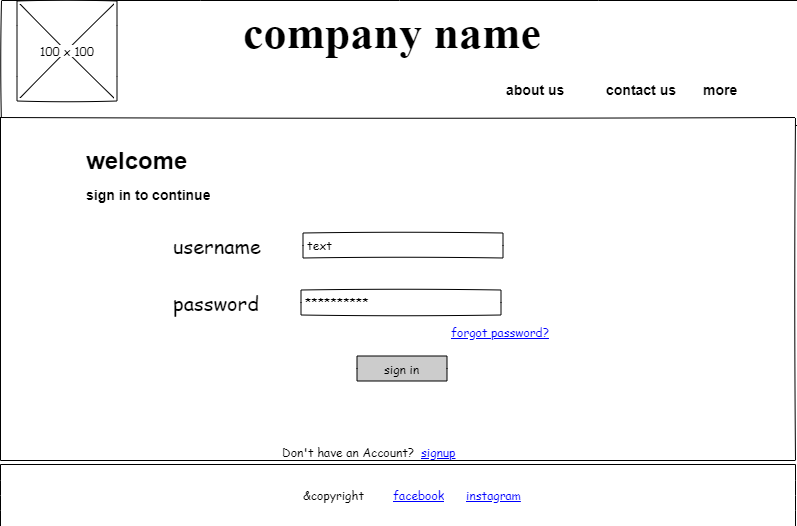 company name
100 x 100
about us contact us more
welcome
sign in to continue
username text
password **********
forgot password?
sign in
Don't have an Account? signup
&copyright facebook instagram